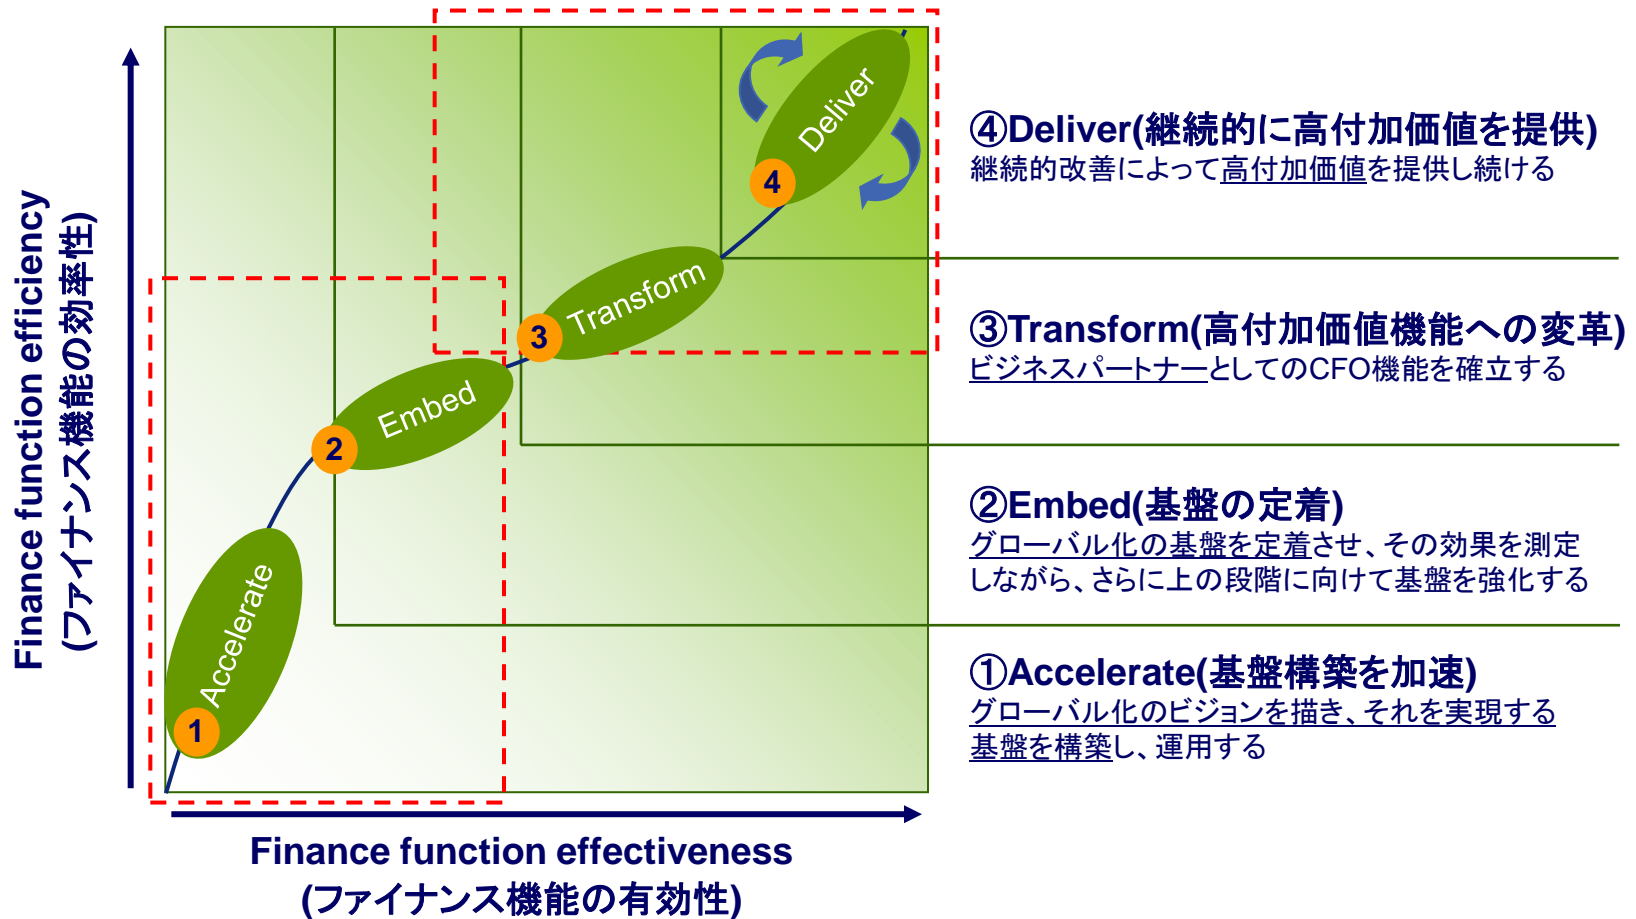 Finance function efficiency
(ファイナンス機能の効率性)
Deliver
4
Transform
3
Embed
2
Accelerate
1
④Deliver(継続的に高付加価値を提供)
継続的改善によって高付加価値を提供し続ける
③Transform(高付加価値機能への変革)
ビジネスパートナーとしてのCFO機能を確立する
②Embed(基盤の定着)
グローバル化の基盤を定着させ、その効果を測定
しながら、さらに上の段階に向けて基盤を強化する
①Accelerate(基盤構築を加速)
グローバル化のビジョンを描き、それを実現する
基盤を構築し、運用する
Finance function effectiveness
(ファイナンス機能の有効性)